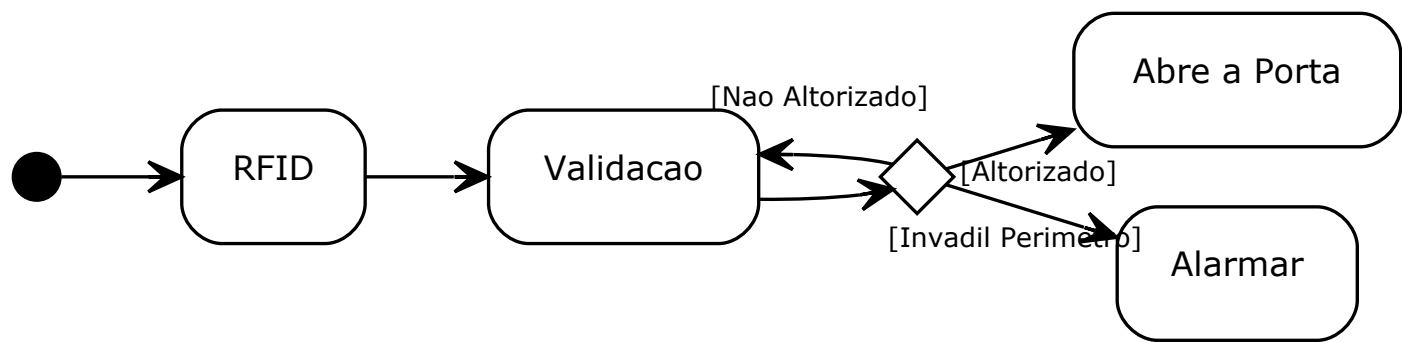 Abre a Porta
[Nao Altorizado]
RFID
Validacao
[Altorizado]
[Invadil Perimetro]
Alarmar